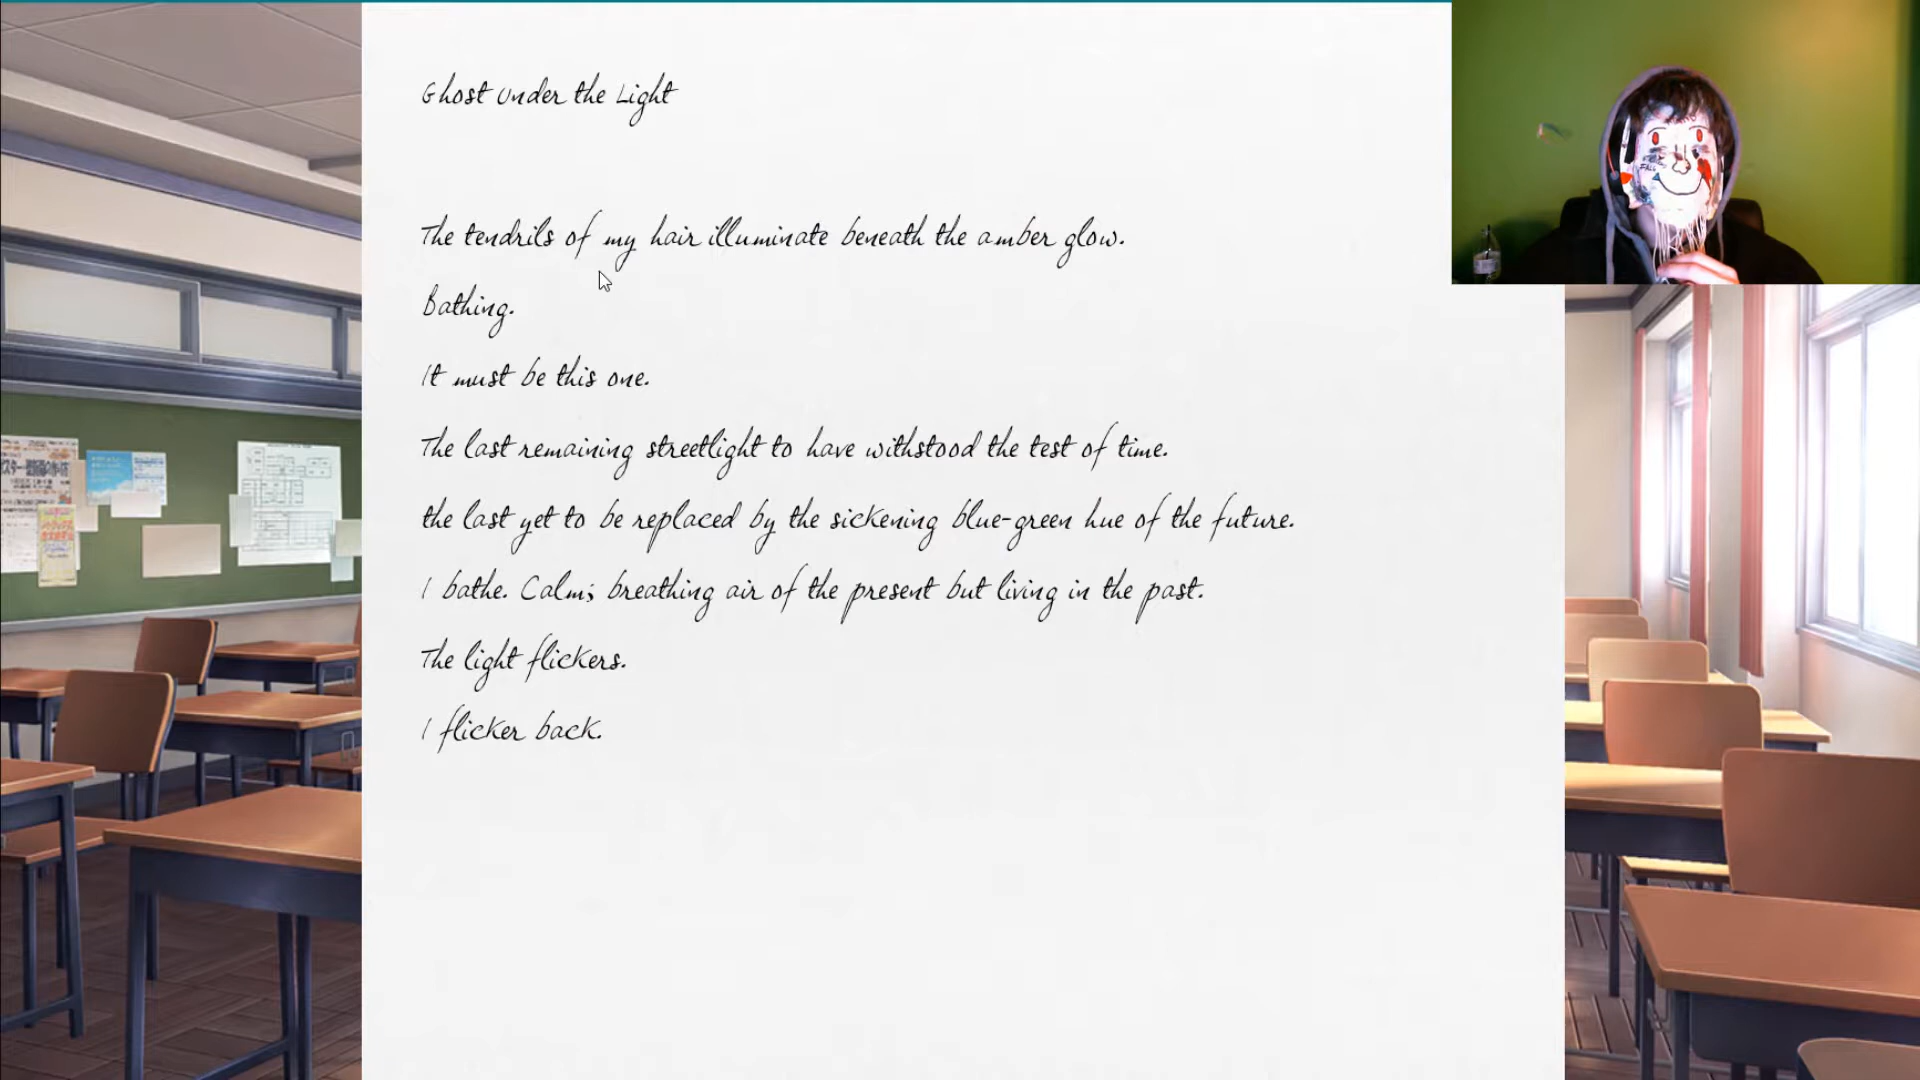 Ghost Under the Light
The tendrils of my hair illuminate beneath the amber glow.
Bathing.
It must be this one.
The last remaining streetlight to have withstood the test of time.
the last yet to be replaced by the sickening blue-green hue of the future.
I bathe. Calm; breathing air of the present but living in the past.
The light flickers.
I flicker back.